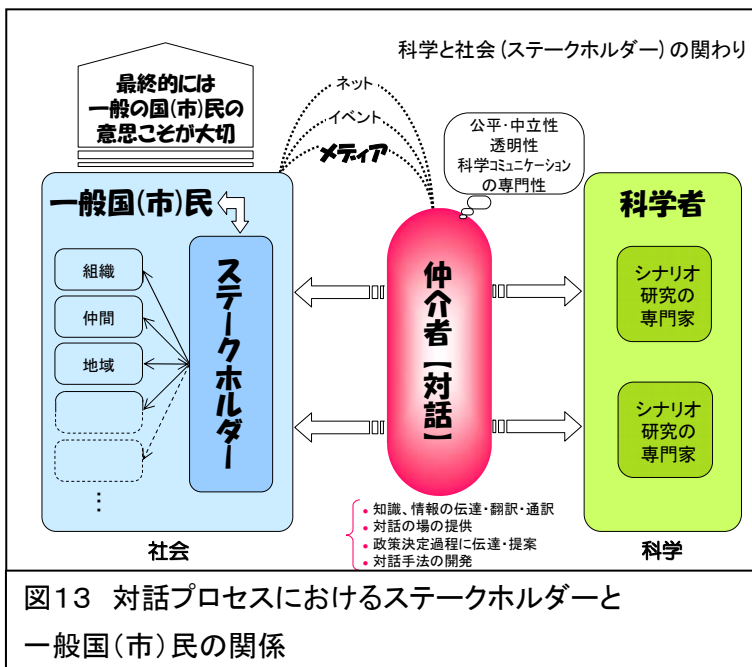 科学と社会(ステークホルダー)の関わり
最終的には
一般の国(市)民の
意思こそが大切
ネット
イベント
メディア
公平・中立性
透明性
科学コミュニケーション
の専門性
一般国(市)民
組織
仲間
地域
⋮
ステークホルダー
社会
仲介者【対話】
• 知識、情報の伝達・翻訳・通訳
• 対話の場の提供
• 政策決定過程に伝達・提案
• 対話手法の開発
科学者
シナリオ
研究の
専門家
シナリオ
研究の
専門家
科学
図13 対話プロセスにおけるステークホルダーと
一般国(市)民の関係